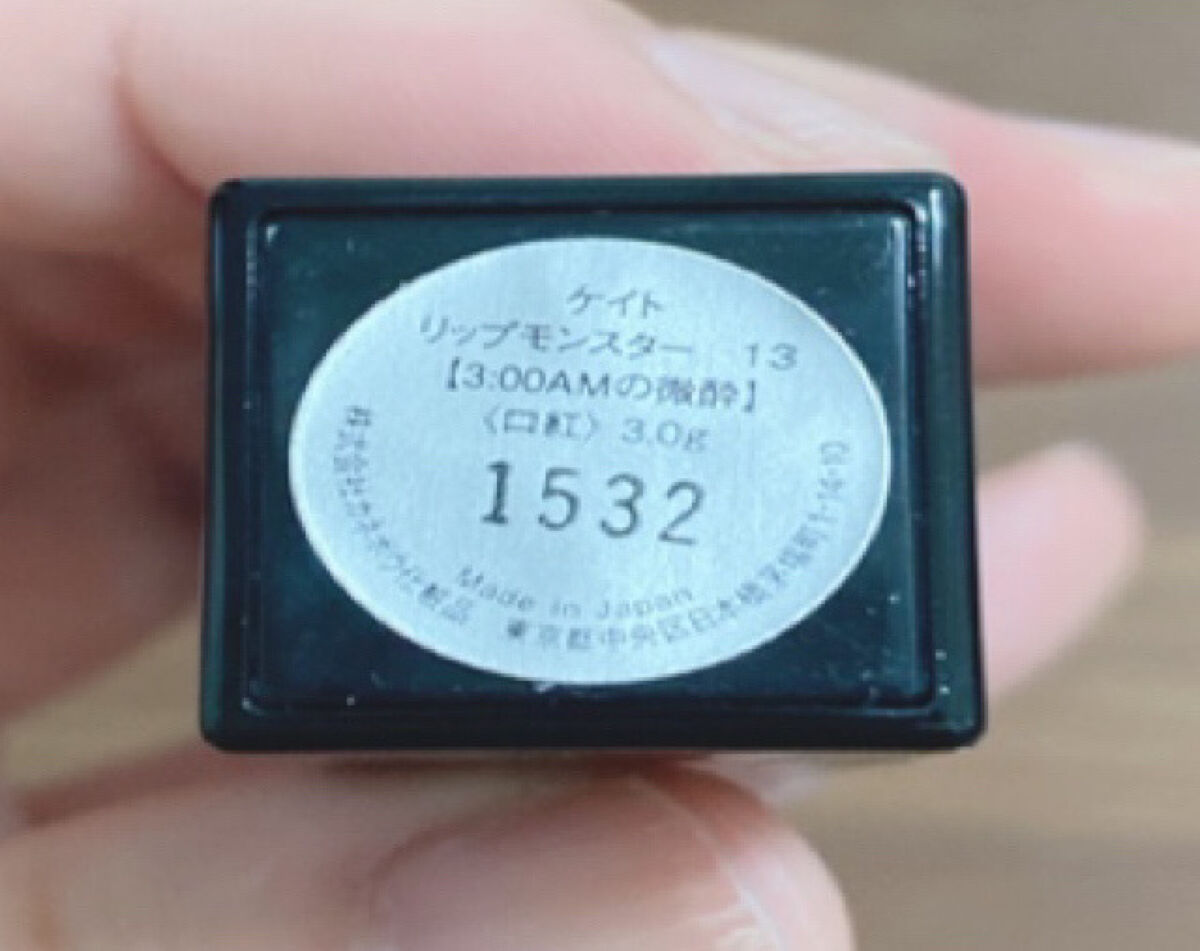 ケイト
リップモンスター 13
【3:00AMの微酔】
〈口紅〉3.0g
1532
Made in Japan
株式会社カネボウ化粧品 東京都中央区日本橋茅場町1-14-10